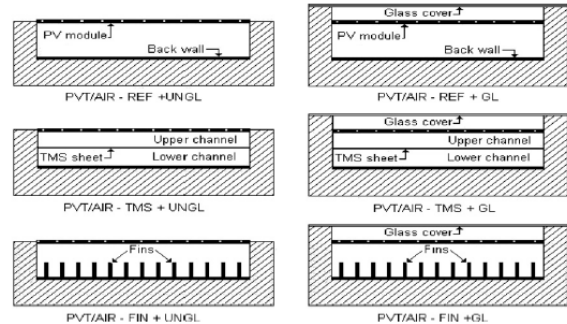 PV module
Back wall
PVT/AIR - REF +UNGL
Glass cover
PV module
Back wall
PVT/AIR - REF + GL
Upper channel
TMS sheet
Lower channel
PVT/AIR - TMS + UNGL
Glass cover
Upper channel
TMS sheet
Lower channel
PVT/AIR - TMS + GL
Fins
PVT/AIR - FIN + UNGL
Glass cover
Fins
PVT/AIR - FIN +GL